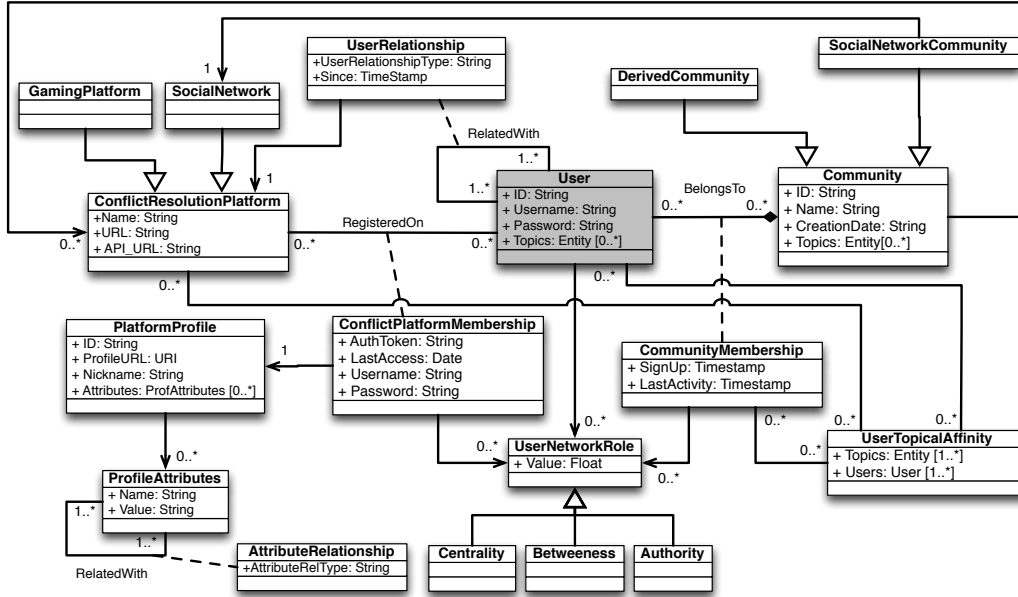 UserRelationship
+UserRelationshipType: String
+Since: TimeStamp
SocialNetworkCommunity
DerivedCommunity
GamingPlatform
SocialNetwork
1
RelatedWith
1..*
1..*
1
ConflictResolutionPlatform
+Name: String
+URL: String
+ API_URL: String
0..*
0..*
0..*
RegisteredOn
0..*
User
+ ID: String
+ Username: String
+ Password: String
+ Topics: Entity [0..*]
0..*
BelongsTo
0..*
0..*
Community
+ ID: String
+ Name: String
+ CreationDate: String
+ Topics: Entity[0..*]
PlatformProfile
+ ID: String
+ ProfileURL: URI
+ Nickname: String
+ Attributes: ProfAttributes [0..*]
1
ConflictPlatformMembership
+ AuthToken: String
+ LastAccess: Date
+ Username: String
+ Password: String
CommunityMembership
+ SignUp: Timestamp
+ LastActivity: Timestamp
0..*
0..*
0..*
0..*
0..*
0..*
0..*
0..*
UserTopicalAffinity
+ Topics: Entity [1..*]
+ Users: User [1..*]
UserNetworkRole
+ Value: Float
0..*
ProfileAttributes
+ Name: String
+ Value: String
1..*
1..*
RelatedWith
AttributeRelationship
+AttributeRelType: String
Centrality
Betweeness
Authority